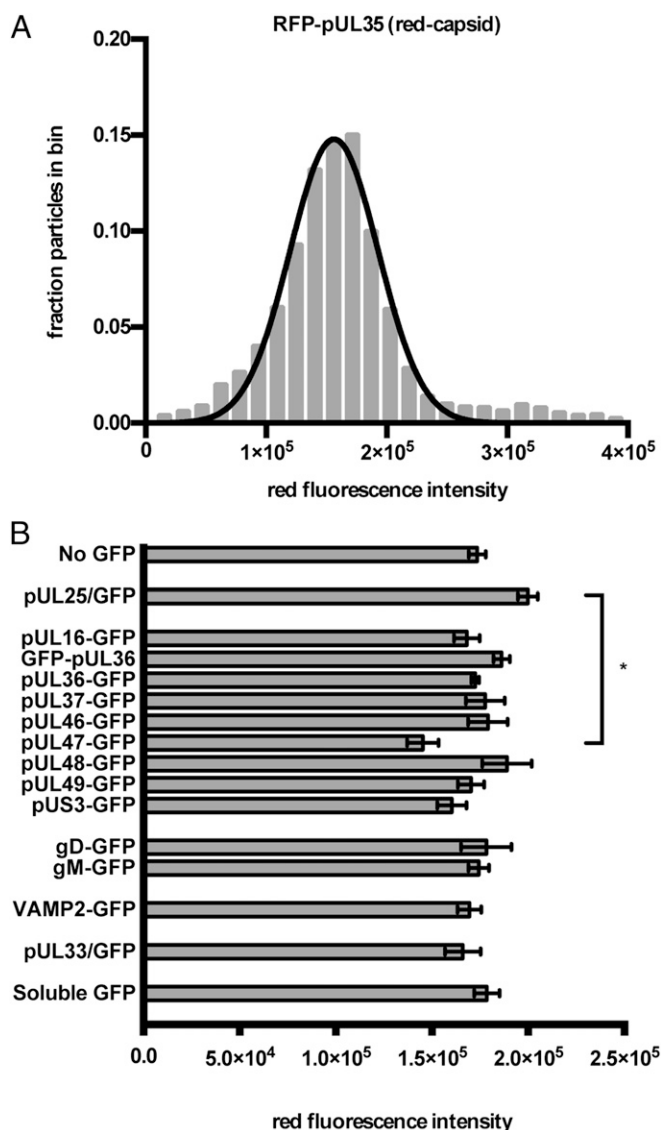 A
RFP-pUL35 (red-capsid)
fraction particles in bin
0.20
0.15
0.10
0.05
0.00
0 1×10⁵ 2×10⁵ 3×10⁵ 4×10⁵
red fluorescence intensity
B
No GFP
pUL25/GFP
pUL16-GFP
GFP-pUL36
pUL36-GFP
pUL37-GFP
pUL46-GFP
pUL47-GFP
pUL48-GFP
pUL49-GFP
pUS3-GFP
gD-GFP
gM-GFP
VAMP2-GFP
pUL33/GFP
Soluble GFP
*
0.0 5.0×10⁴ 1.0×10⁵ 1.5×10⁵ 2.0×10⁵ 2.5×10⁵
red fluorescence intensity